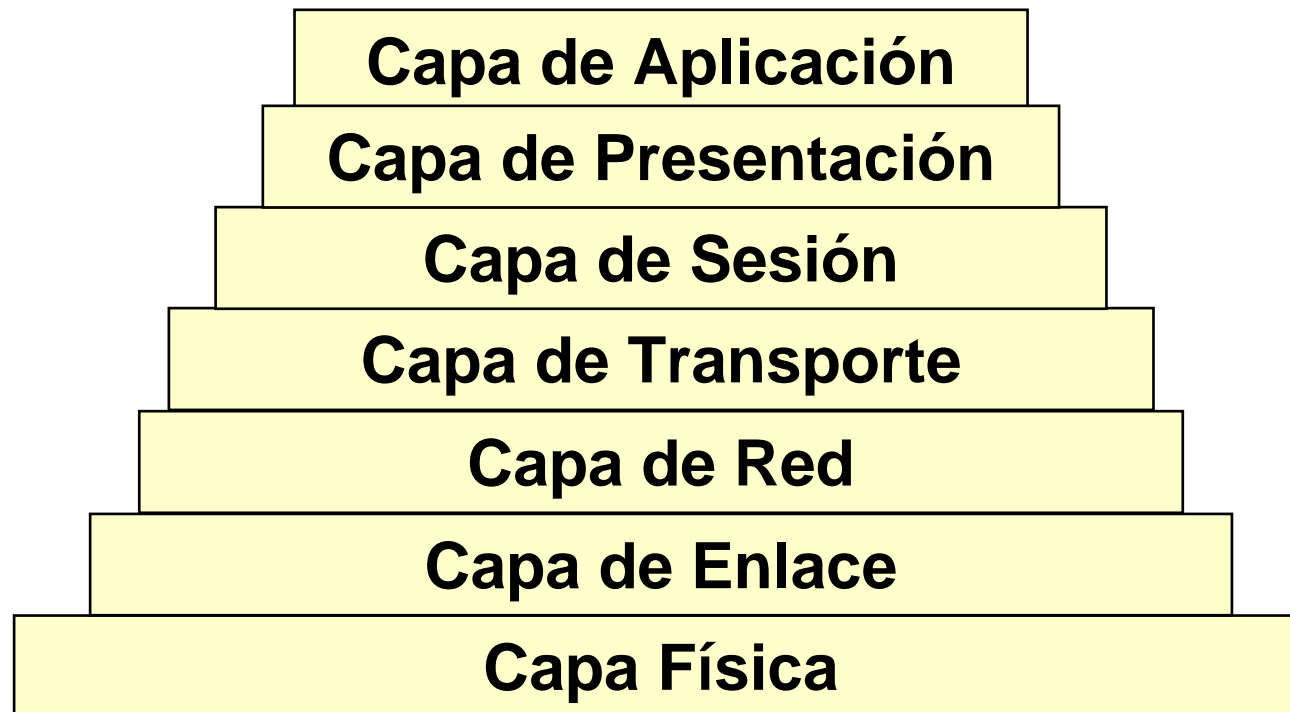 Capa de Aplicación
Capa de Presentación
Capa de Sesión
Capa de Transporte
Capa de Red
Capa de Enlace
Capa Física